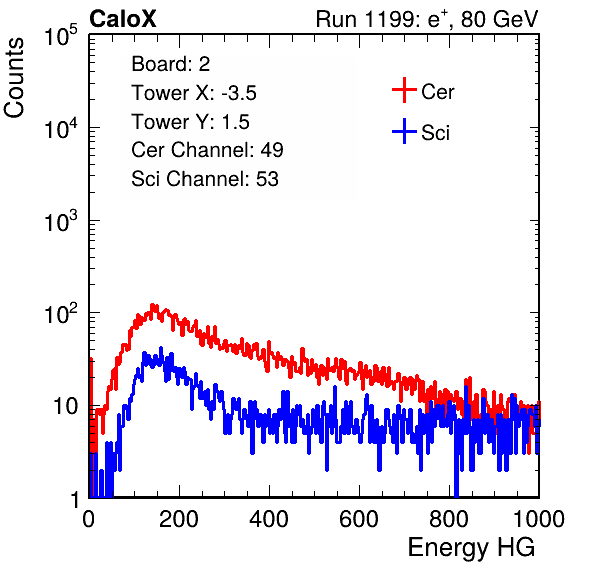 CaloX Run 1199: e⁺, 80 GeV
Counts
10⁵
10⁴
10³
10²
10
1
Board: 2
Tower X: -3.5
Tower Y: 1.5
Cer Channel: 49
Sci Channel: 53
Cer
Sci
0 200 400 600 800 1000
Energy HG